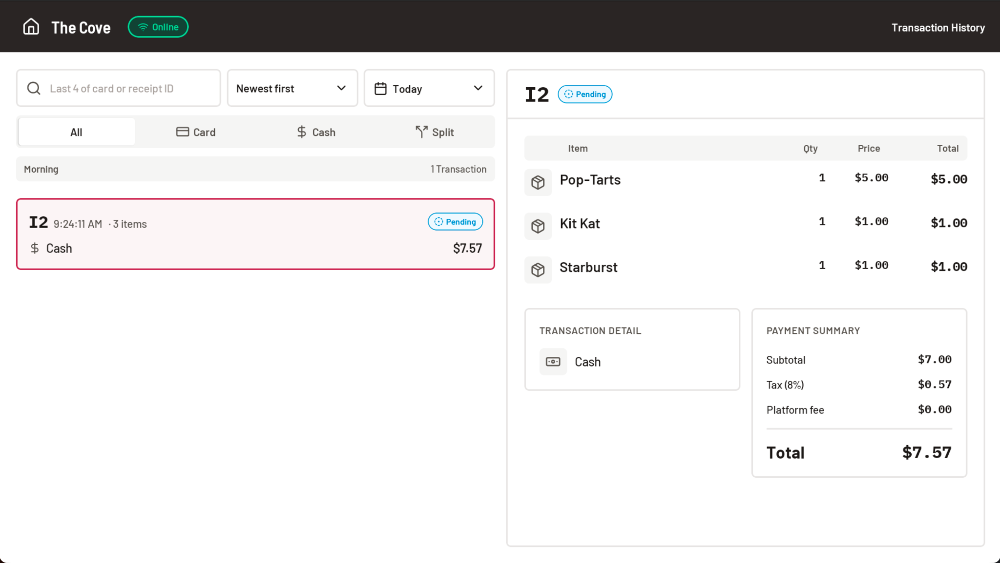 The Cove
Online
Transaction History
Last 4 of card or receipt ID
Newest first
Today
All
Card
Cash
Split
Morning
1 Transaction
I2 9:24:11 AM · 3 items
Pending
Cash
$7.57
I2
Pending
Item Qty Price Total
Pop-Tarts 1 $5.00 $5.00
Kit Kat 1 $1.00 $1.00
Starburst 1 $1.00 $1.00
TRANSACTION DETAIL
Cash
PAYMENT SUMMARY
Subtotal $7.00
Tax (8%) $0.57
Platform fee $0.00
Total $7.57